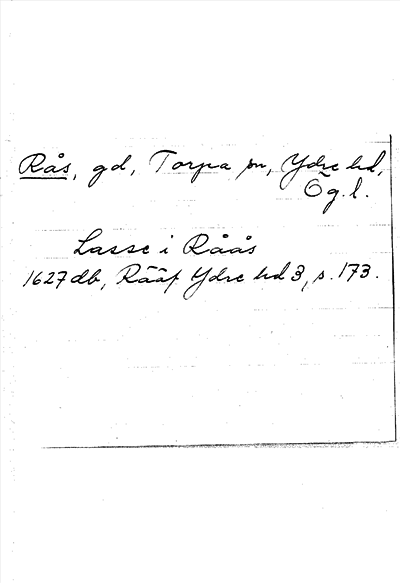 Rås, gd, Torpa sn, Ydre hd,
Ög.l.
Lasse i Råås
1627 db, Rääf Ydre hd 3, s. 173.